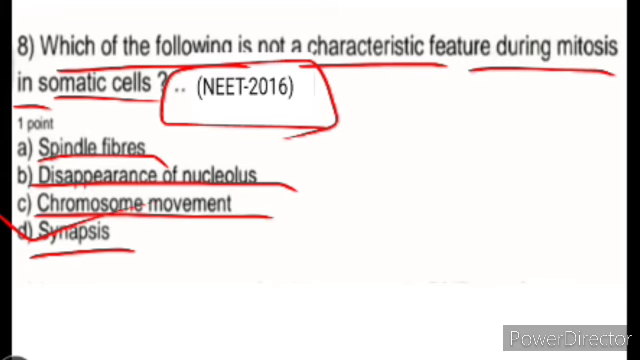 8) Which of the following is not a characteristic feature during mitosis
in somatic cells ? .. (NEET-2016)
1 point
a) Spindle fibres
b) Disappearance of nucleolus
c) Chromosome movement
d) Synapsis
PowerDirector